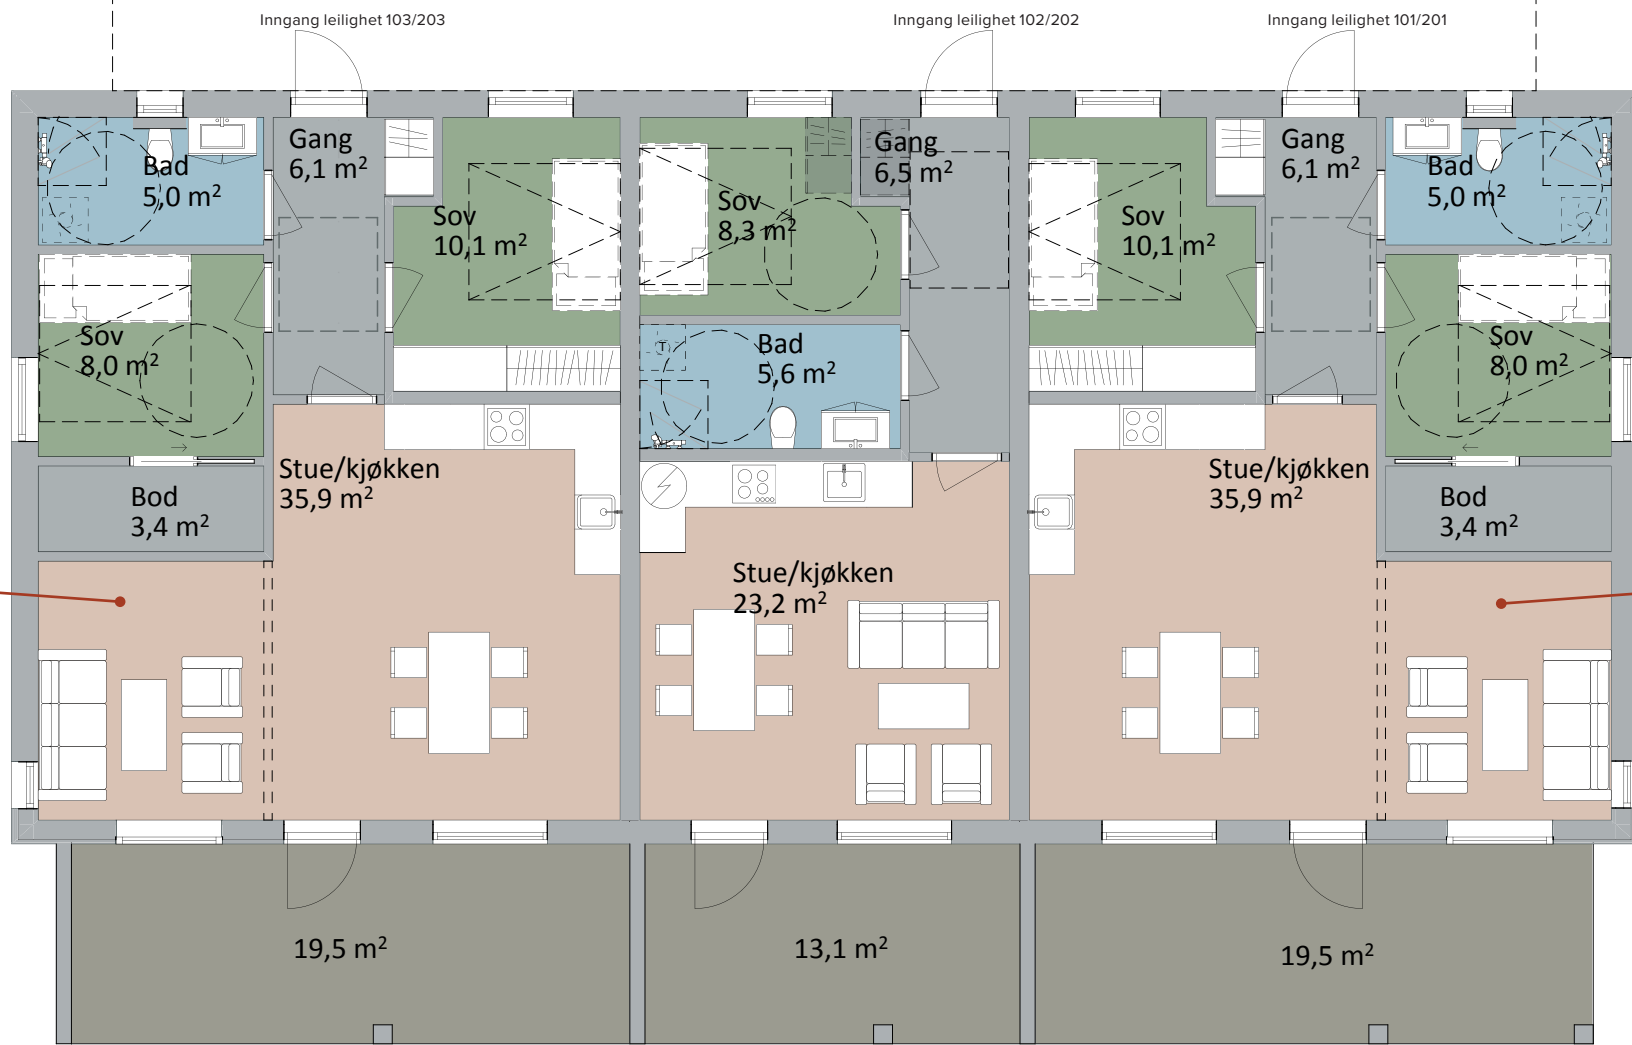 Inngang leilighet 103/203
Inngang leilighet 102/202
Inngang leilighet 101/201
Bad
5,0 m²
Gang
6,1 m²
Sov
10,1 m²
Sov
8,3 m²
Gang
6,5 m²
Sov
10,1 m²
Gang
6,1 m²
Bad
5,0 m²
Sov
8,0 m²
Bad
5,6 m²
T
Sov
8,0 m²
Bod
3,4 m²
Stue/kjøkken
35,9 m²
Stue/kjøkken
23,2 m²
Stue/kjøkken
35,9 m²
Bod
3,4 m²
19,5 m²
13,1 m²
19,5 m²